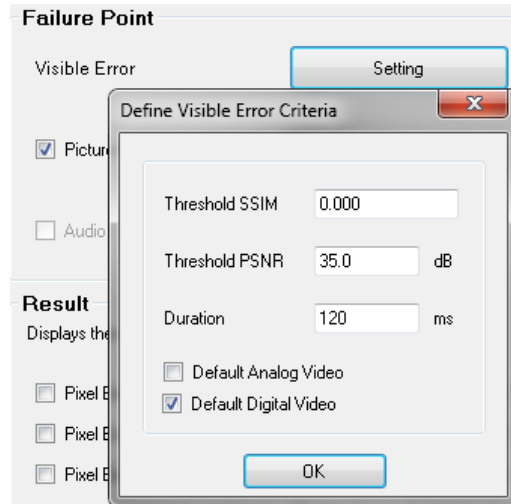 Failure Point
Visible Error
Setting
Define Visible Error Criteria
Threshold SSIM 0.000
Threshold PSNR 35.0 dB
Duration 120 ms
Default Analog Video
Default Digital Video
OK
Audio
Result
Displays the
Pixel
Pixel
Pixel